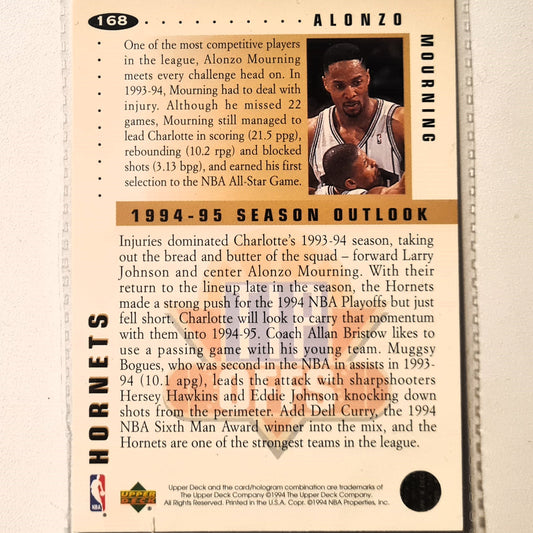 168
ALONZO
MOURNING
One of the most competitive players
in the league, Alonzo Mourning
meets every challenge head on. In
1993-94, Mourning had to deal with
injury. Although he missed 22
games, Mourning still managed to
lead Charlotte in scoring (21.5 ppg),
rebounding (10.2 rpg) and blocked
shots (3.13 bpg), and earned his first
selection to the NBA All-Star Game.
1994-95 SEASON OUTLOOK
HORNETS
Injuries dominated Charlotte's 1993-94 season, taking
out the bread and butter of the squad – forward Larry
Johnson and center Alonzo Mourning. With their
return to the lineup late in the season, the Hornets
made a strong push for the 1994 NBA Playoffs but just
fell short. Charlotte will look to carry that momentum
with them into 1994-95. Coach Allan Bristow likes to
use a passing game with his young team. Muggsy
Bogues, who was second in the NBA in assists in 1993-
94 (10.1 apg), leads the attack with sharpshooters
Hersey Hawkins and Eddie Johnson knocking down
shots from the perimeter. Add Dell Curry, the 1994
NBA Sixth Man Award winner into the mix, and the
Hornets are one of the strongest teams in the league.
NBA
UPPER
DECK
Upper Deck and the card/hologram combination are trademarks of
The Upper Deck Company ©1994 The Upper Deck Company.
All Rights Reserved. Printed in the U.S.A. Copr. ©1994 NBA Properties, Inc.